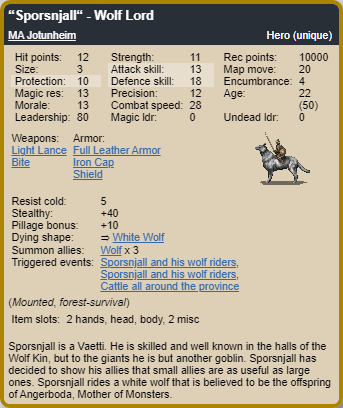 “Sporsnjall“ - Wolf Lord
MA Jotunheim Hero (unique)
Hit points: 12 Strength: 11 Rec points: 10000
Size: 3 Attack skill: 13 Map move: 20
Protection: 10 Defence skill: 18 Encumbrance: 4
Magic res: 13 Precision: 12 Age: 22
Morale: 13 Combat speed: 28 (50)
Leadership: 80 Magic ldr: 0 Undead ldr: 0
Weapons: Armor:
Light Lance Full Leather Armor
Bite Iron Cap
Shield
Resist cold: 5
Stealthy: +40
Pillage bonus: +10
Dying shape: ⇒ White Wolf
Summon allies: Wolf x 3
Triggered events: Sporsnjall and his wolf riders,
Sporsnjall and his wolf riders,
Cattle all around the province
(Mounted, forest-survival)
Item slots: 2 hands, head, body, 2 misc
Sporsnjall is a Vaetti. He is skilled and well known in the halls of the
Wolf Kin, but to the giants he is but another goblin. Sporsnjall has
decided to show his allies that small allies are as useful as large
ones. Sporsnjall rides a white wolf that is believed to be the offspring
of Angerboda, Mother of Monsters.